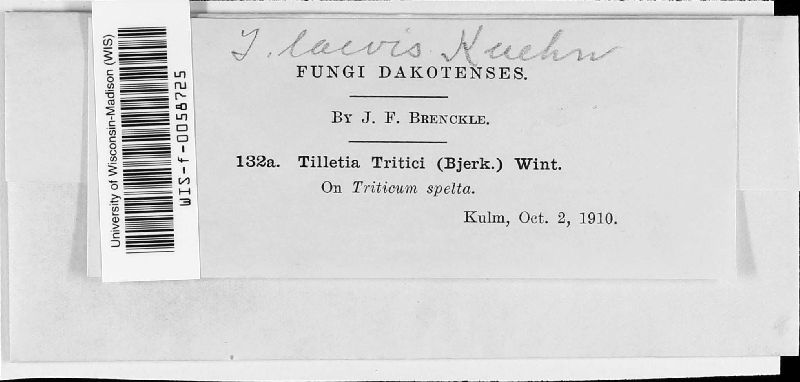 T. laevis Kuehn
FUNGI DAKOTENSES.
BY J. F. BRENCKLE.
132a. Tilletia Tritici (Bjerk.) Wint.
On Triticum spelta.
Kulm, Oct. 2, 1910.
University of Wisconsin-Madison (WIS)
WIS-f-0058725